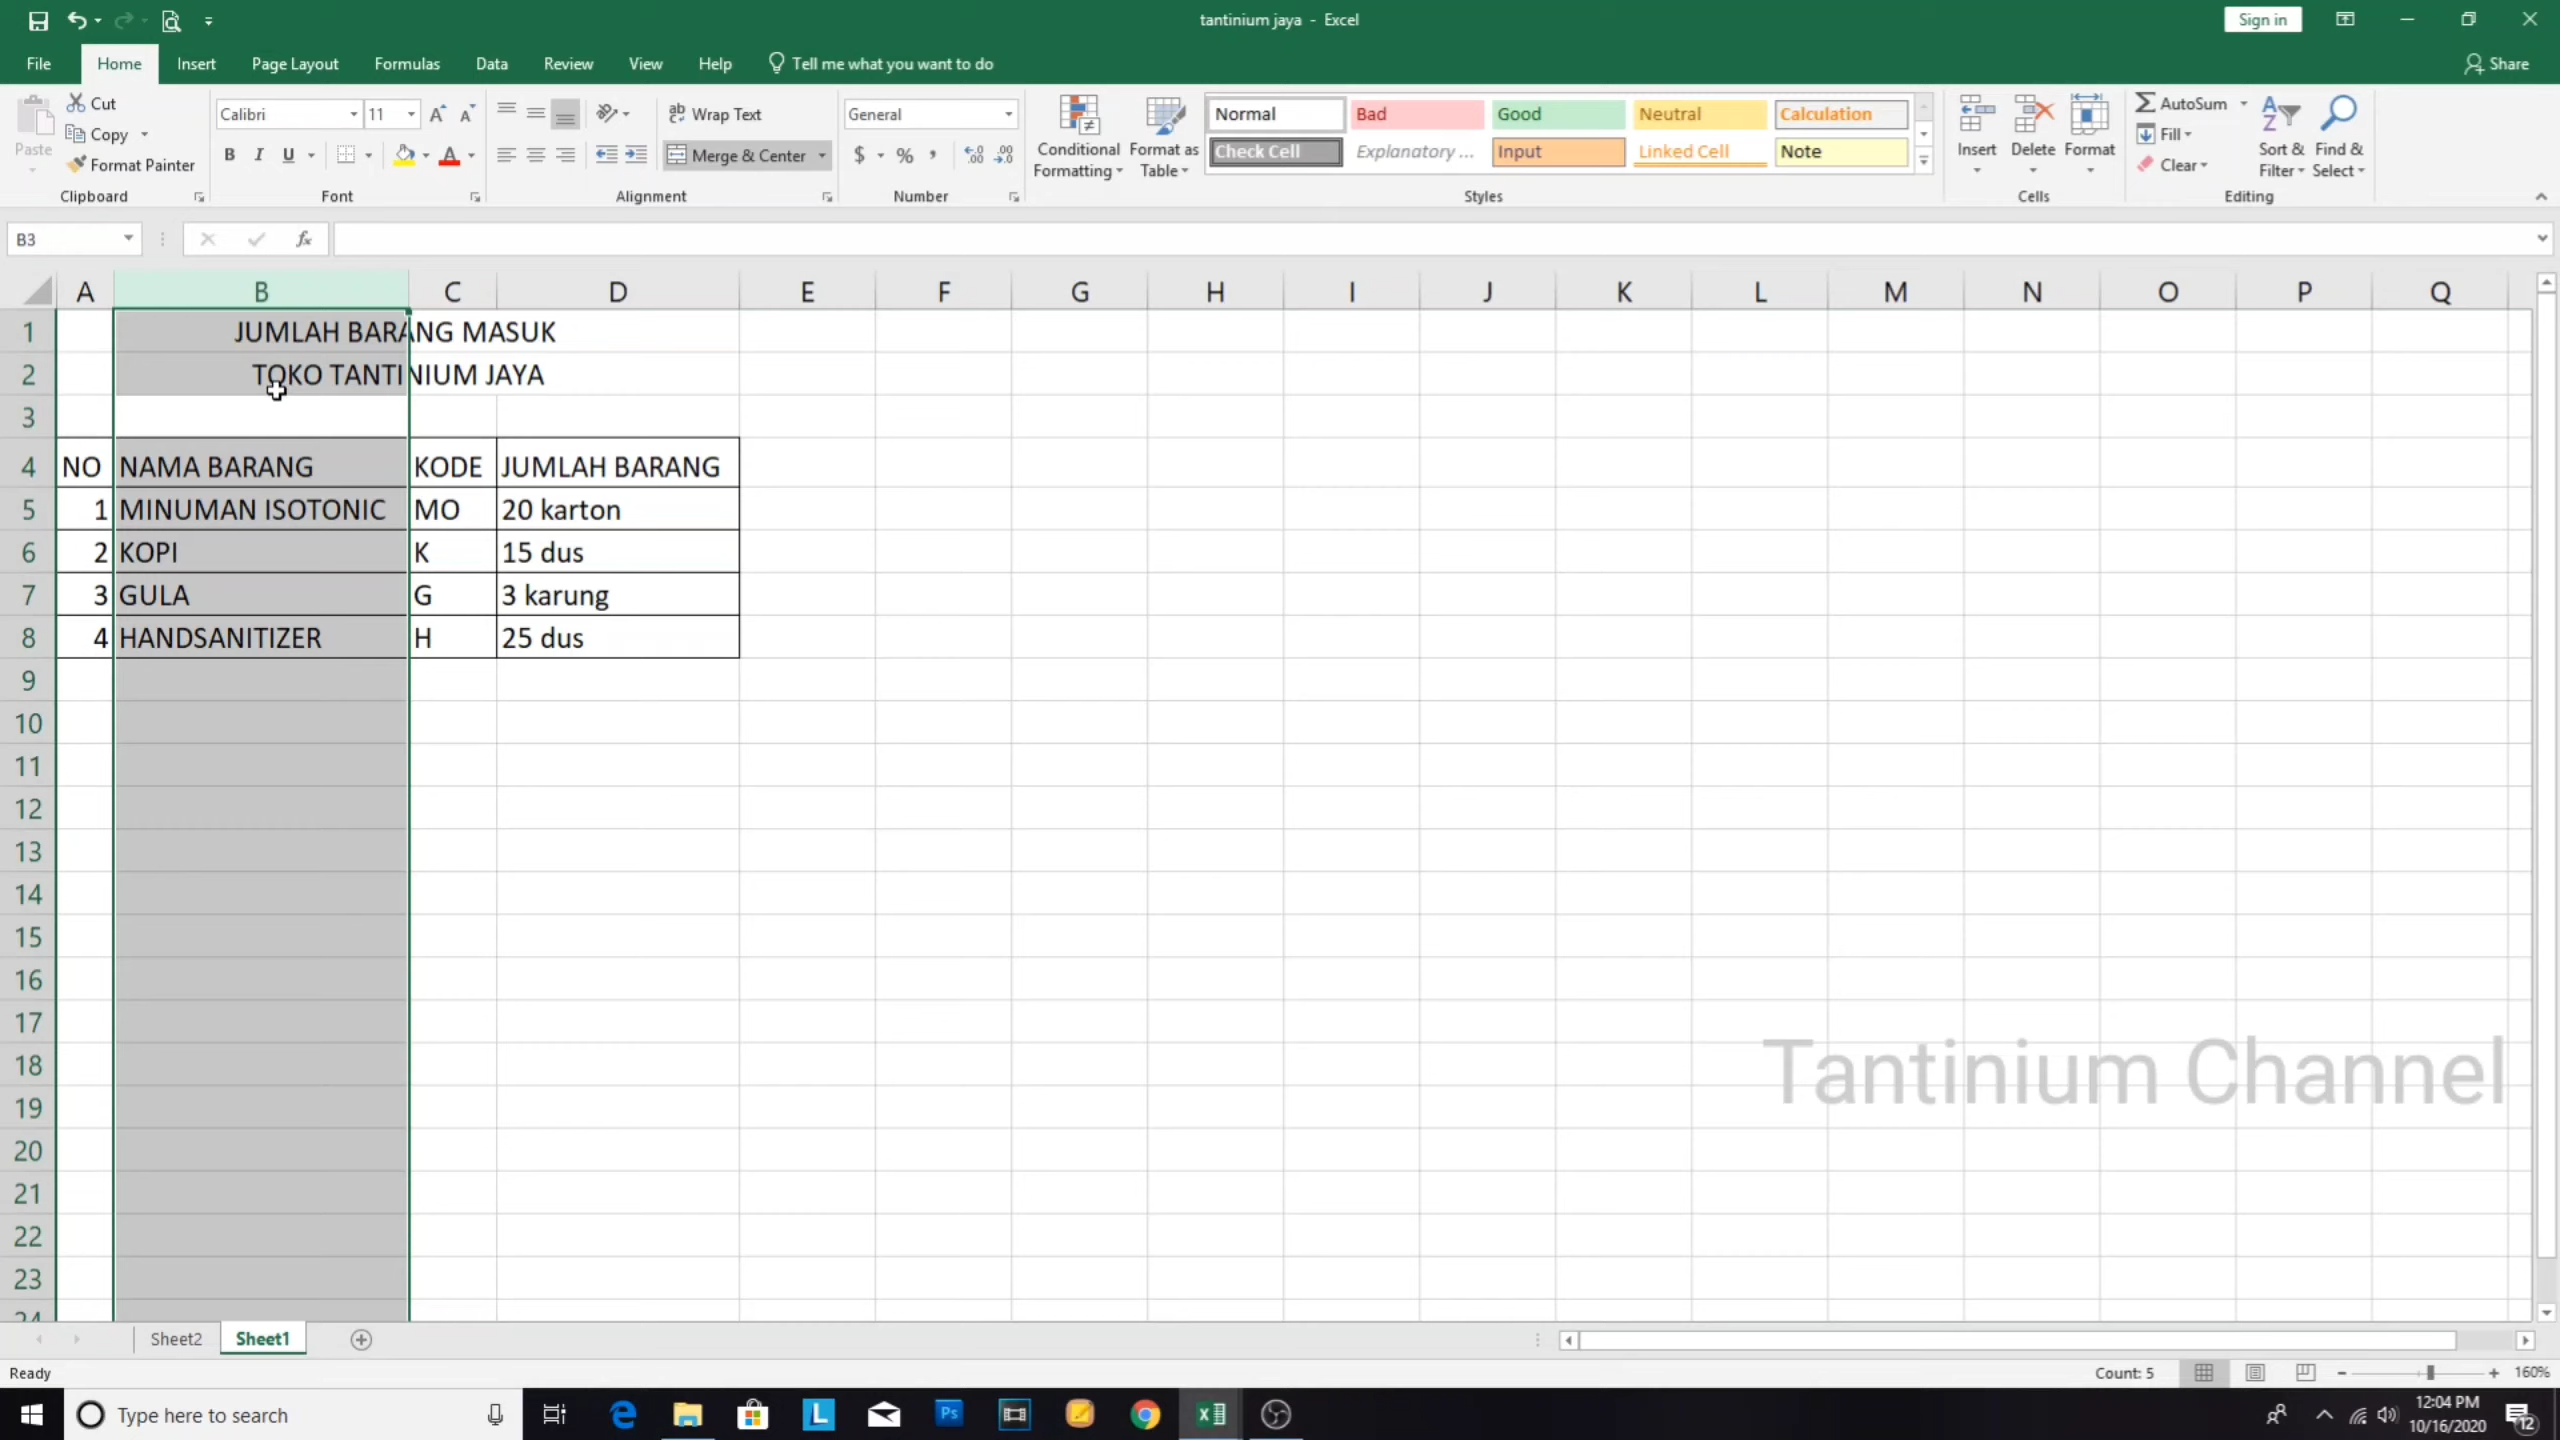 tantinium jaya - Excel
Sign in
File Home Insert Page Layout Formulas Data Review View Help Tell me what you want to do Share
Paste
Cut
Copy
Format Painter
Clipboard
Calibri 11
B I U
Font
Wrap Text
Merge & Center
Alignment
General
$ % ,
Number
Conditional Formatting
Format as Table
Normal Bad Good Neutral Calculation
Check Cell Explanatory ... Input Linked Cell Note
Styles
Insert Delete Format
Cells
AutoSum
Fill
Clear
Sort & Filter
Find & Select
Editing
B3
fx
A B C D E F G H I J K L M N O P Q
1 JUMLAH BARANG MASUK
2 TOKO TANTINIUM JAYA
3
4 NO NAMA BARANG KODE JUMLAH BARANG
5 1 MINUMAN ISOTONIC MO 20 karton
6 2 KOPI K 15 dus
7 3 GULA G 3 karung
8 4 HANDSANITIZER H 25 dus
9
10
11
12
13
14
15
16
17
18
19
20
21
22
23
24
Tantinium Channel
Sheet2 Sheet1
Ready
Count: 5
160%
Type here to search
12:04 PM
10/16/2020
12